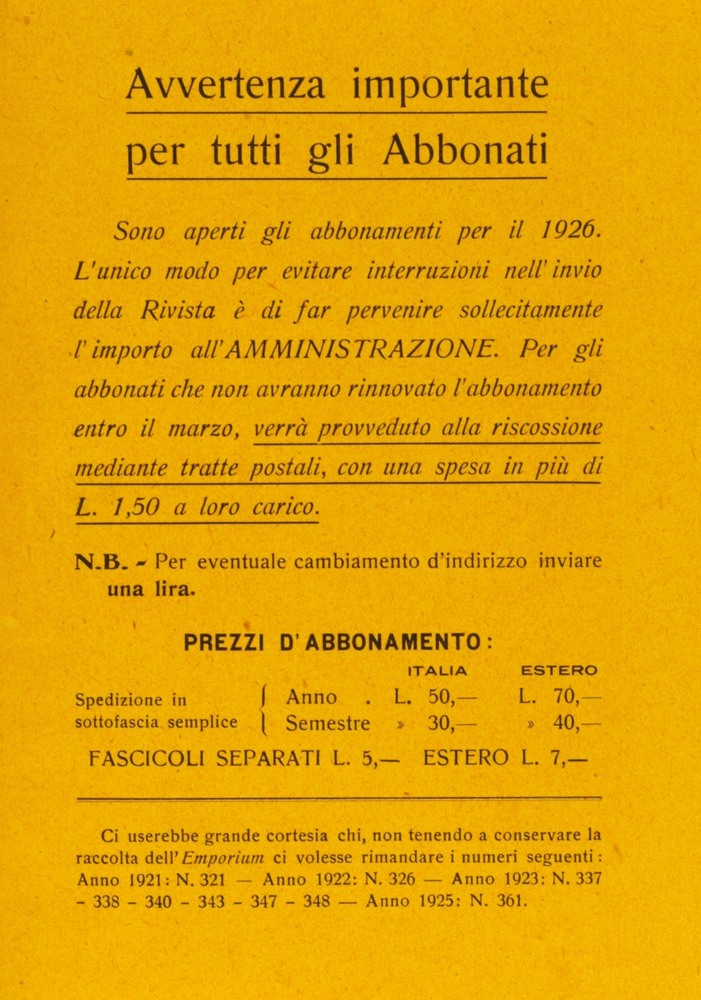 Avvertenza importante
per tutti gli Abbonati
Sono aperti gli abbonamenti per il 1926.
L'unico modo per evitare interruzioni nell'invio
della Rivista è di far pervenire sollecitamente
l'importo all'AMMINISTRAZIONE. Per gli
abbonati che non avranno rinnovato l'abbonamento
entro il marzo, verrà provveduto alla riscossione
mediante tratte postali, con una spesa in più di
L. 1,50 a loro carico.
N.B. - Per eventuale cambiamento d'indirizzo inviare
una lira.
PREZZI D'ABBONAMENTO:
ITALIA ESTERO
Spedizione in { Anno . L. 50,— L. 70,—
sottofascia semplice } Semestre » 30,— » 40,—
FASCICOLI SEPARATI L. 5,— ESTERO L. 7,—
Ci userebbe grande cortesia chi, non tenendo a conservare la
raccolta dell'Emporium ci volesse rimandare i numeri seguenti:
Anno 1921: N. 321 — Anno 1922: N. 326 — Anno 1923: N. 337
- 338 - 340 - 343 - 347 - 348 — Anno 1925: N. 361.